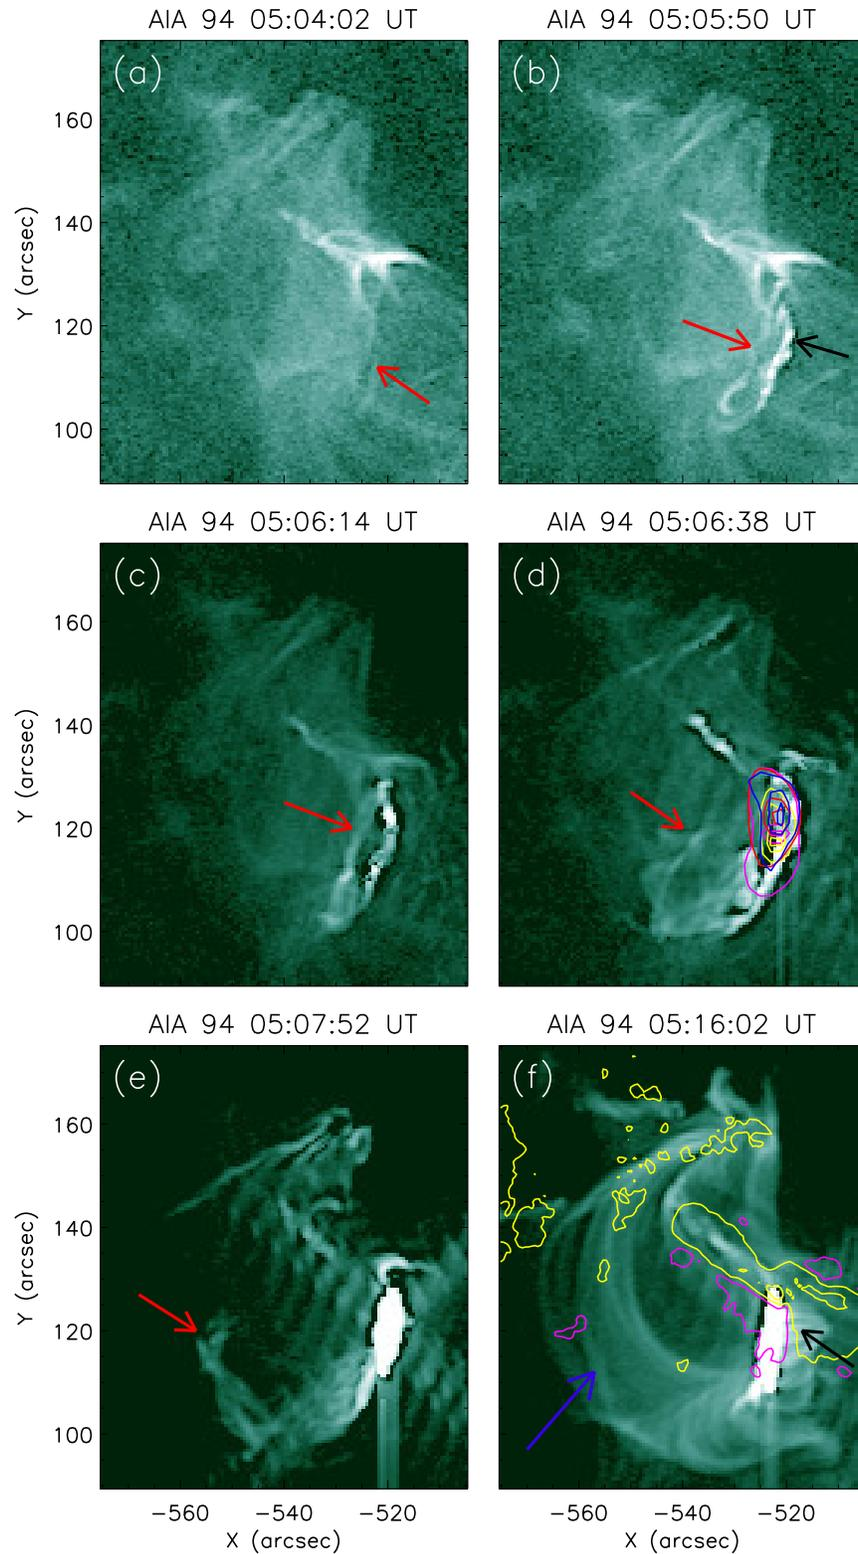 AIA 94 05:04:02 UT
AIA 94 05:05:50 UT
(a)
(b)
160
140
120
100
Y (arcsec)
AIA 94 05:06:14 UT
AIA 94 05:06:38 UT
(c)
(d)
160
140
120
100
Y (arcsec)
AIA 94 05:07:52 UT
AIA 94 05:16:02 UT
(e)
(f)
160
140
120
100
Y (arcsec)
−560 −540 −520
−560 −540 −520
X (arcsec)
X (arcsec)